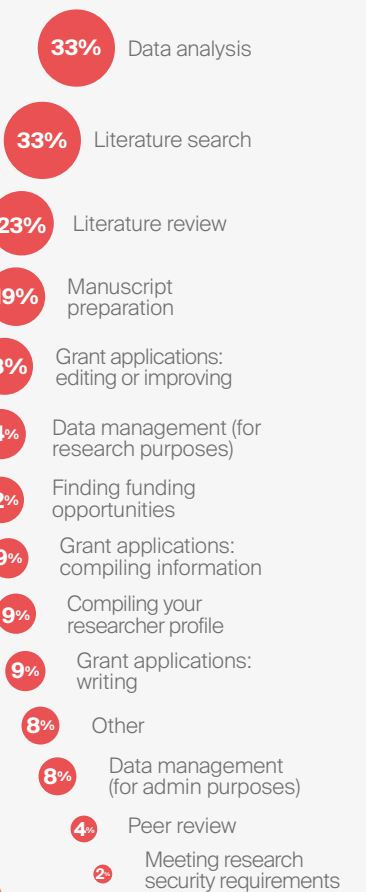 33% Data analysis
33% Literature search
23% Literature review
9% Manuscript
preparation
% Grant applications:
editing or improving
% Data management (for
research purposes)
% Finding funding
opportunities
9% Grant applications:
compiling information
9% Compiling your
researcher profile
9% Grant applications:
writing
8% Other
8% Data management
(for admin purposes)
4% Peer review
2% Meeting research
security requirements